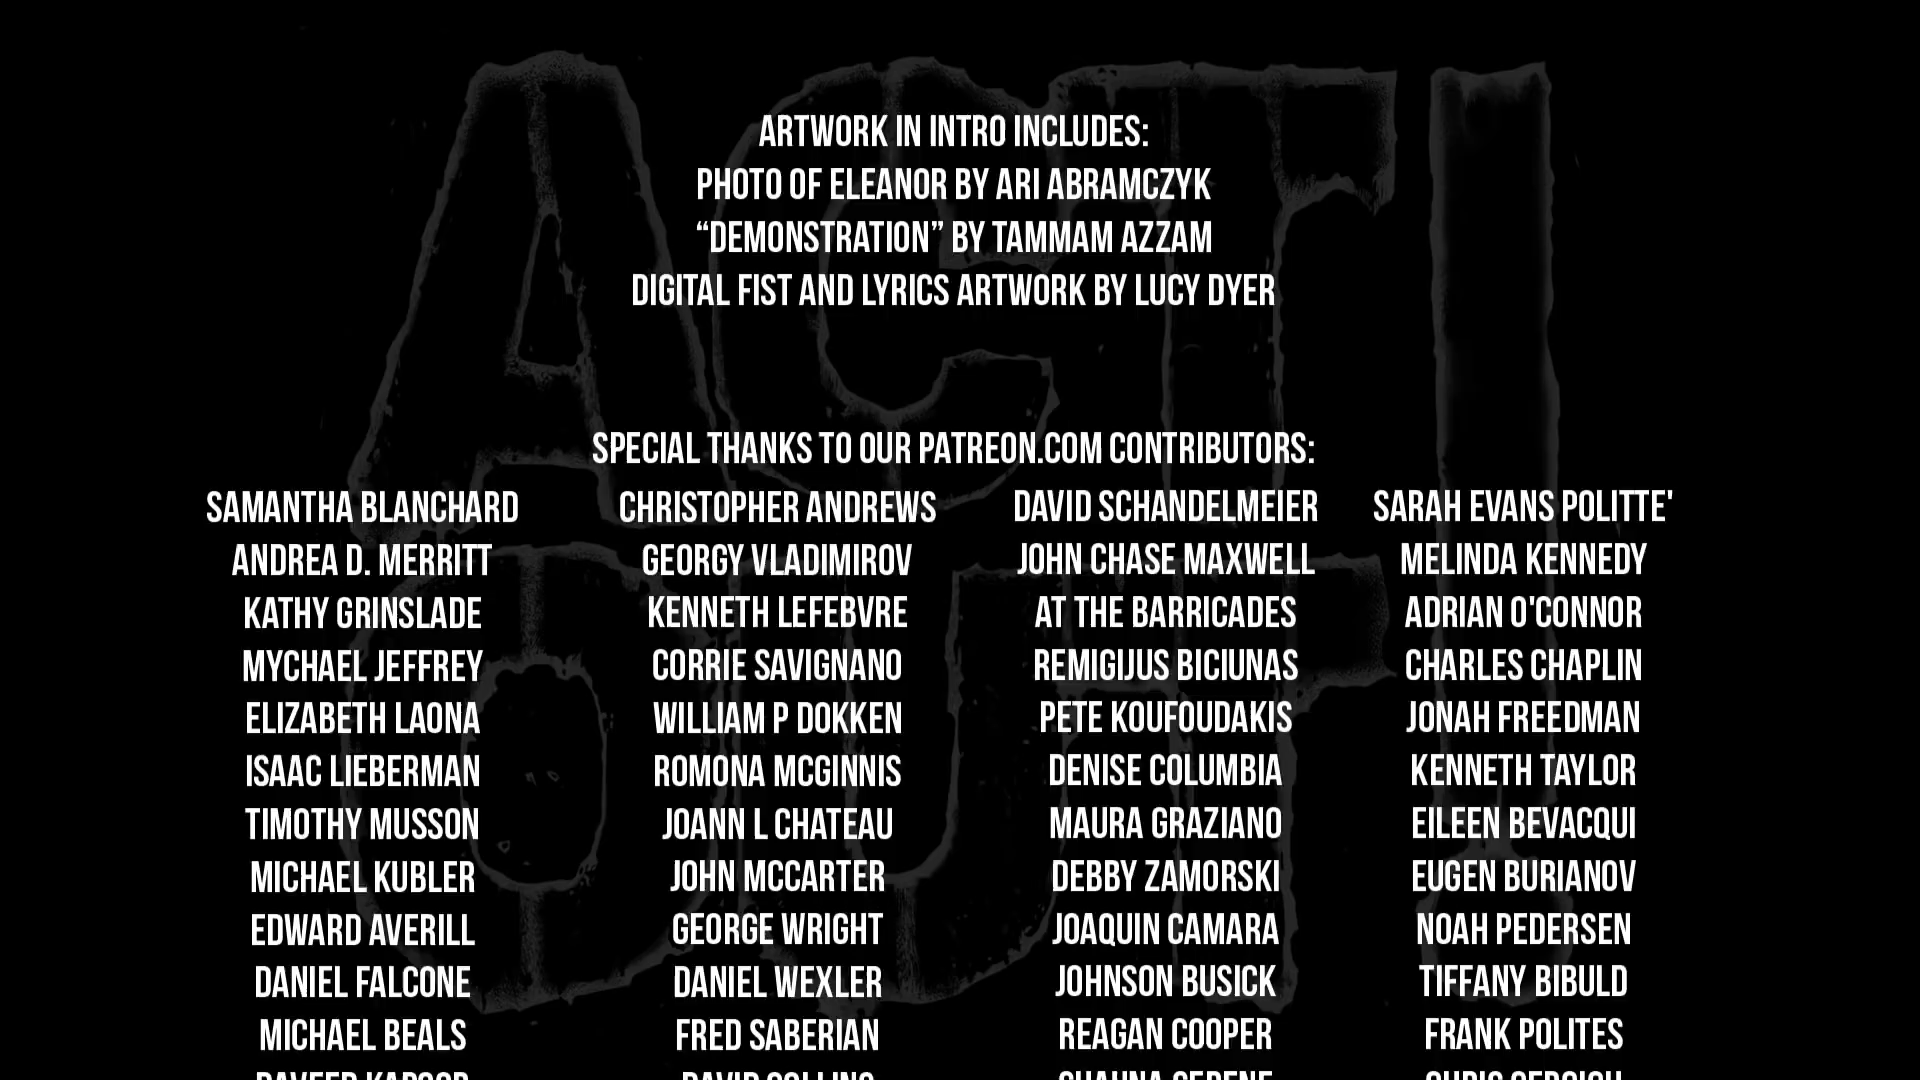 ARTWORK IN INTRO INCLUDES:
PHOTO OF ELEANOR BY ARI ABRAMCZYK
“DEMONSTRATION” BY TAMMAM AZZAM
DIGITAL FIST AND LYRICS ARTWORK BY LUCY DYER
SPECIAL THANKS TO OUR PATREON.COM CONTRIBUTORS:
SAMANTHA BLANCHARD
ANDREA D. MERRITT
KATHY GRINSLADE
MYCHAEL JEFFREY
ELIZABETH LAONA
ISAAC LIEBERMAN
TIMOTHY MUSSON
MICHAEL KUBLER
EDWARD AVERILL
DANIEL FALCONE
MICHAEL BEALS
CHRISTOPHER ANDREWS
GEORGY VLADIMIROV
KENNETH LEFEBVRE
CORRIE SAVIGNANO
WILLIAM P DOKKEN
ROMONA MCGINNIS
JOANN L CHATEAU
JOHN MCCARTER
GEORGE WRIGHT
DANIEL WEXLER
FRED SABERIAN
DAVID SCHANDELMEIER
JOHN CHASE MAXWELL
AT THE BARRICADES
REMIGIJUS BICIUNAS
PETE KOUFOUDAKIS
DENISE COLUMBIA
MAURA GRAZIANO
DEBBY ZAMORSKI
JOAQUIN CAMARA
JOHNSON BUSICK
REAGAN COOPER
SARAH EVANS POLITTE'
MELINDA KENNEDY
ADRIAN O'CONNOR
CHARLES CHAPLIN
JONAH FREEDMAN
KENNETH TAYLOR
EILEEN BEVACQUI
EUGEN BURIANOV
NOAH PEDERSEN
TIFFANY BIBULD
FRANK POLITES
ACT
OUT!